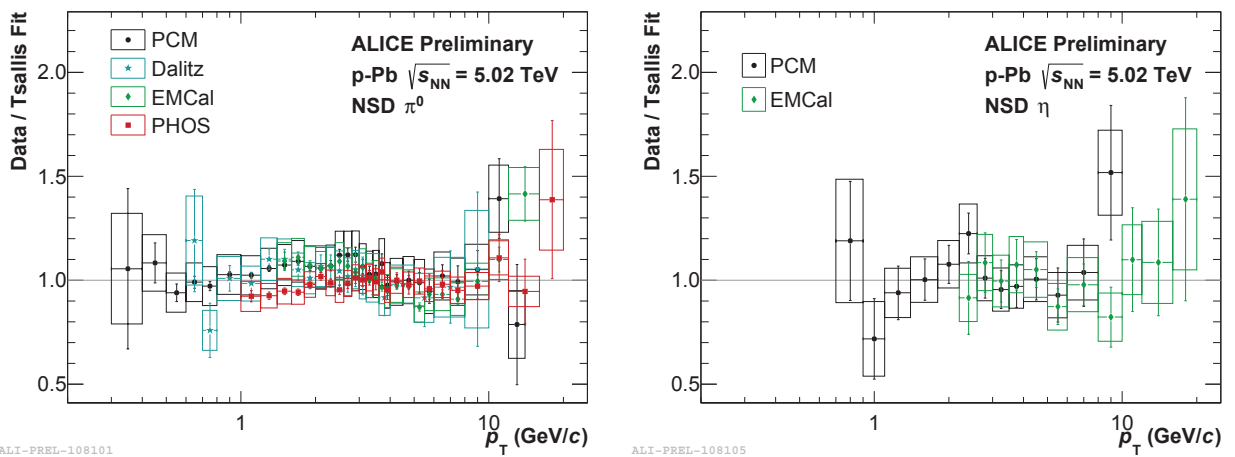 Data / Tsallis Fit
2.0
1.5
1.0
0.5
PCM
Dalitz
EMCal
PHOS
ALICE Preliminary
p-Pb √sNN = 5.02 TeV
NSD π0
1
10
pT (GeV/c)
ALI-PREL-108101
Data / Tsallis Fit
2.0
1.5
1.0
0.5
PCM
EMCal
ALICE Preliminary
p-Pb √sNN = 5.02 TeV
NSD η
1
10
pT (GeV/c)
ALI-PREL-108105